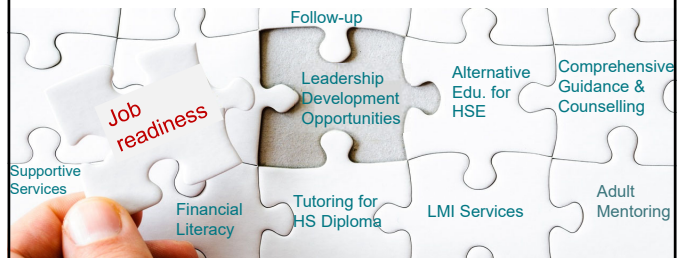 Follow-up
Job
readiness
Leadership
Development
Opportunities
Alternative
Edu. for
HSE
Comprehensive
Guidance &
Counselling
Supportive
Services
Financial
Literacy
Tutoring for
HS Diploma
LMI Services
Adult
Mentoring